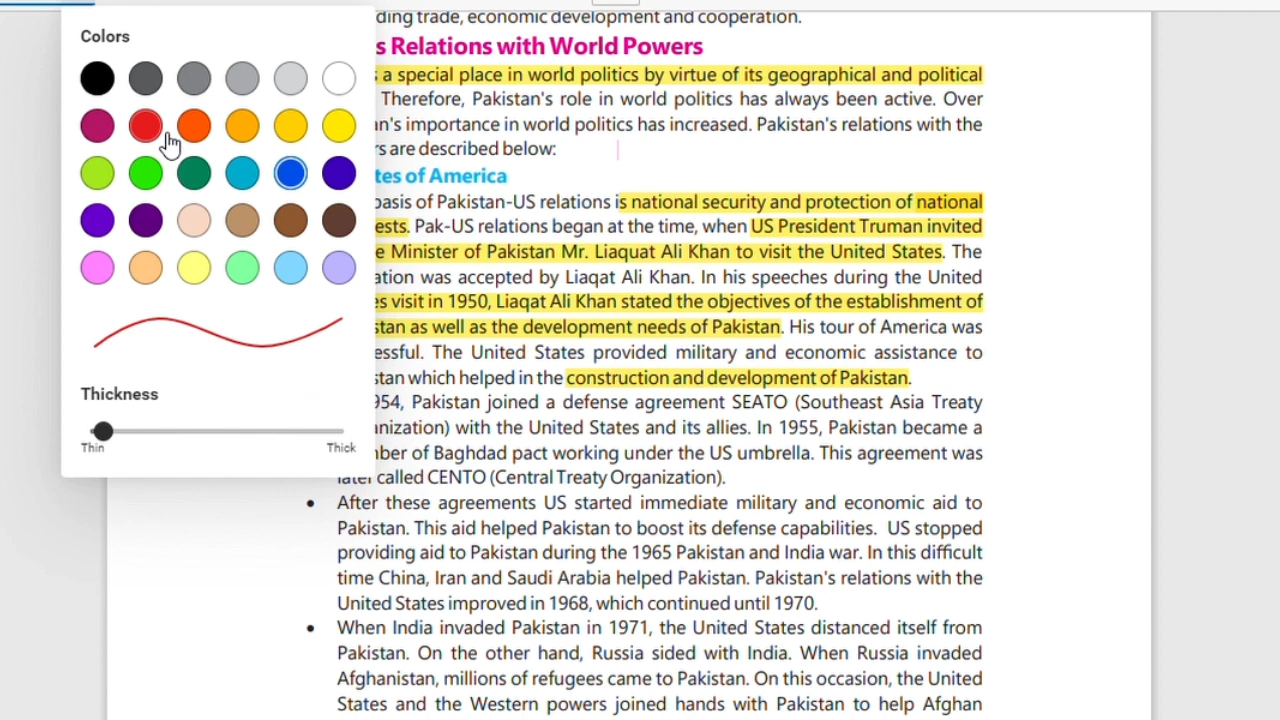 Colors
Thickness
Thin
Thick
ding trade, economic development and cooperation.
s Relations with World Powers
a special place in world politics by virtue of its geographical and political
Therefore, Pakistan's role in world politics has always been active. Over
n's importance in world politics has increased. Pakistan's relations with the
rs are described below:
tes of America
basis of Pakistan-US relations is national security and protection of national
ests. Pak-US relations began at the time, when US President Truman invited
e Minister of Pakistan Mr. Liaquat Ali Khan to visit the United States. The
ation was accepted by Liaqat Ali Khan. In his speeches during the United
es visit in 1950, Liaqat Ali Khan stated the objectives of the establishment of
stan as well as the development needs of Pakistan. His tour of America was
essful. The United States provided military and economic assistance to
stan which helped in the construction and development of Pakistan.
954, Pakistan joined a defense agreement SEATO (Southeast Asia Treaty
anization) with the United States and its allies. In 1955, Pakistan became a
ber of Baghdad pact working under the US umbrella. This agreement was
later called CENTO (Central Treaty Organization).
• After these agreements US started immediate military and economic aid to
Pakistan. This aid helped Pakistan to boost its defense capabilities. US stopped
providing aid to Pakistan during the 1965 Pakistan and India war. In this difficult
time China, Iran and Saudi Arabia helped Pakistan. Pakistan's relations with the
United States improved in 1968, which continued until 1970.
• When India invaded Pakistan in 1971, the United States distanced itself from
Pakistan. On the other hand, Russia sided with India. When Russia invaded
Afghanistan, millions of refugees came to Pakistan. On this occasion, the United
States and the Western powers joined hands with Pakistan to help Afghan